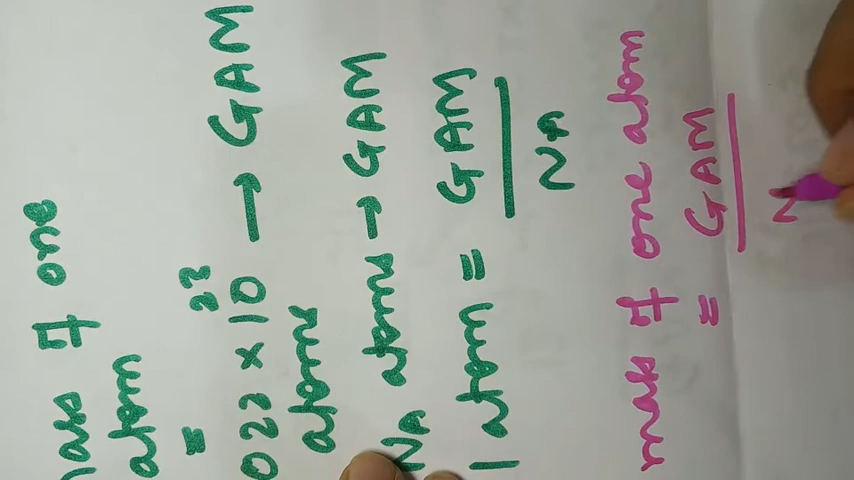 mass of one
atom
=
022 × 10²³ → GAM
atoms
NA atoms → GAM
1 atom = GAM
NA
mass of one atom
= GAM